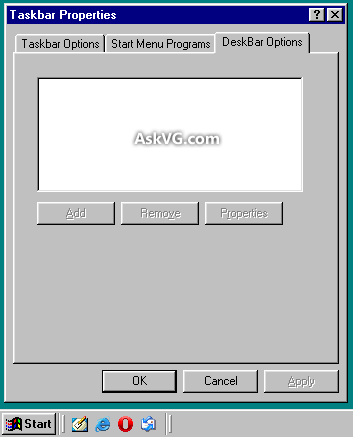 Taskbar Properties
Taskbar Options Start Menu Programs DeskBar Options
AskVG.com
Add Remove Properties
OK Cancel Apply
Start